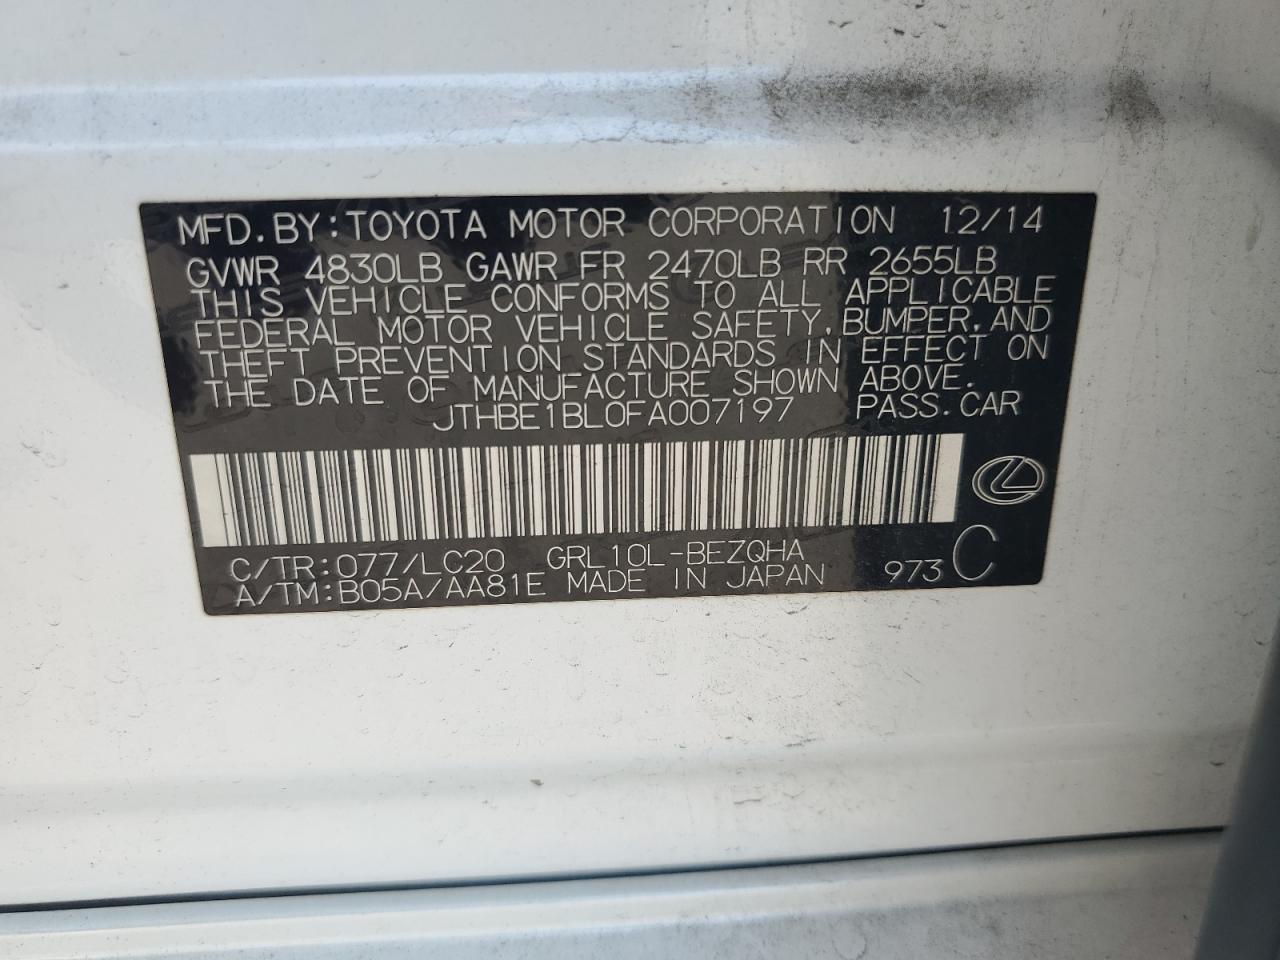 MFD.BY:TOYOTA MOTOR CORPORATION 12/14
GVWR 4830LB GAWR FR 2470LB RR 2655LB
THIS VEHICLE CONFORMS TO ALL APPLICABLE
FEDERAL MOTOR VEHICLE SAFETY,BUMPER,AND
THEFT PREVENTION STANDARDS IN EFFECT ON
THE DATE OF MANUFACTURE SHOWN ABOVE.
JTHBE1BL0FA007197 PASS.CAR
C/TR:077/LC20 GRL10L-BEZQHA
A/TM:B05A/AA81E MADE IN JAPAN 973 C